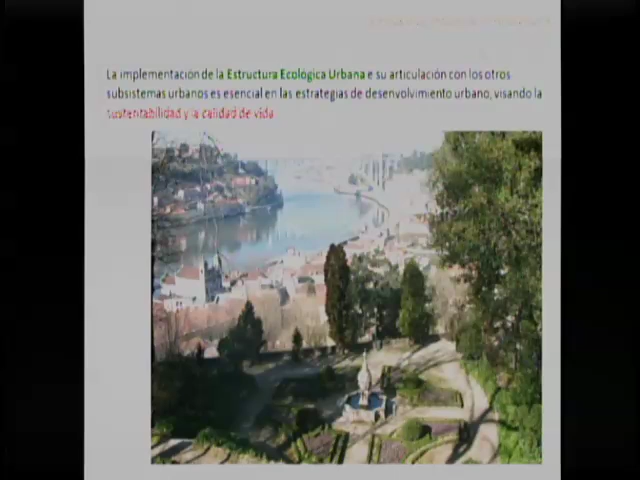 La implementación de la Estructura Ecológica Urbana e su articulación con los otros
subsistemas urbanos es esencial en las estrategias de desenvolvimiento urbano, visando la
sustentabilidad y la calidad de vida